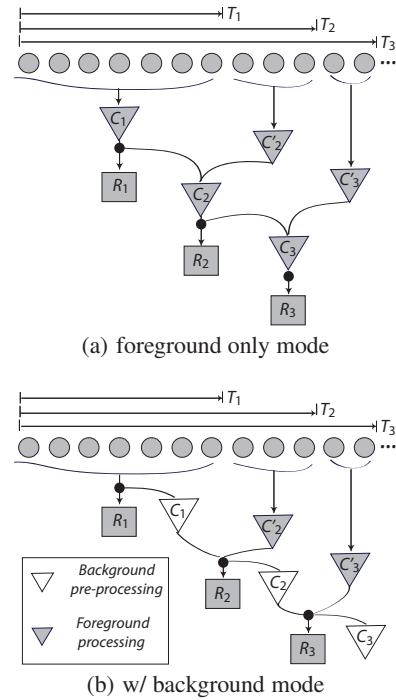 T1
T2
T3
...
C1
C'2
C'3
R1
C2
R2
C3
R3
(a) foreground only mode
T1
T2
T3
...
R1
C1
C'2
C'3
Background
pre-processing
R2
C2
Foreground
processing
R3
C3
(b) w/ background mode